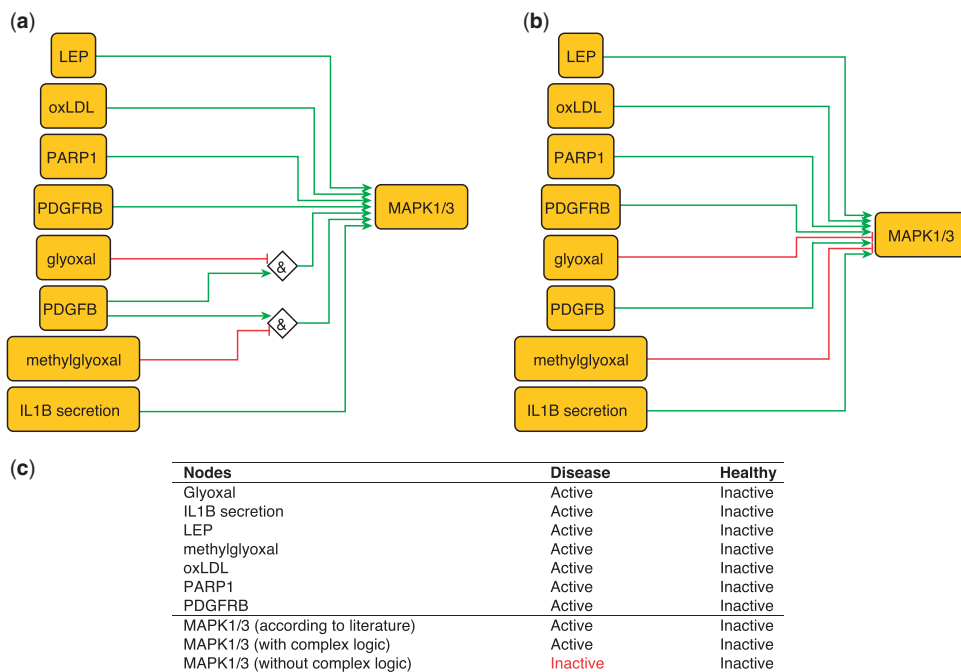 (a)
LEP
oxLDL
PARP1
PDGFRB
glyoxal
PDGFB
methylglyoxal
IL1B secretion
&
&
MAPK1/3
(b)
LEP
oxLDL
PARP1
PDGFRB
glyoxal
PDGFB
methylglyoxal
IL1B secretion
MAPK1/3
(c)
Nodes Disease Healthy
Glyoxal Active Inactive
IL1B secretion Active Inactive
LEP Active Inactive
methylglyoxal Active Inactive
oxLDL Active Inactive
PARP1 Active Inactive
PDGFRB Active Inactive
MAPK1/3 (according to literature) Active Inactive
MAPK1/3 (with complex logic) Active Inactive
MAPK1/3 (without complex logic) Inactive Inactive